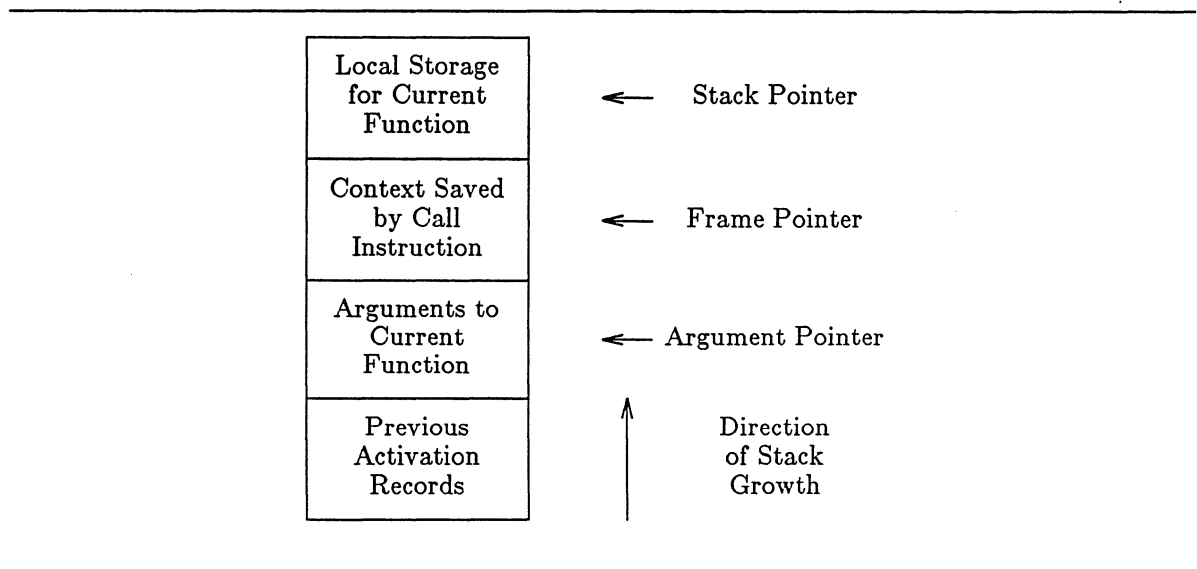 Local Storage
for Current
Function
Stack Pointer
Context Saved
by Call
Instruction
Frame Pointer
Arguments to
Current
Function
Argument Pointer
Previous
Activation
Records
Direction
of Stack
Growth